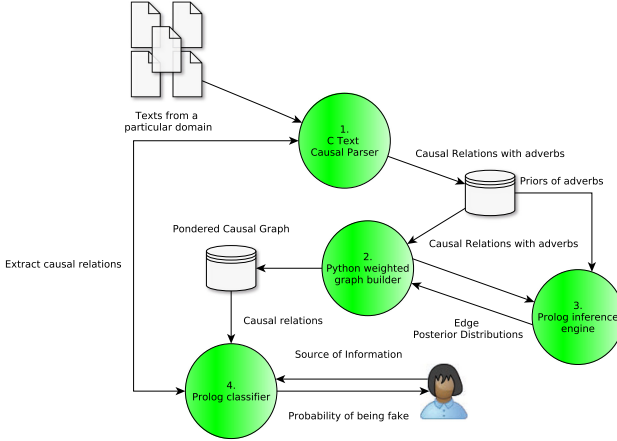 Texts from a
particular domain
1.
C Text
Causal Parser
Causal Relations with adverbs
Priors of adverbs
Pondered Causal Graph
2.
Python weighted
graph builder
Causal Relations with adverbs
Extract causal relations
3.
Prolog inference
engine
Edge
Posterior Distributions
Causal relations
Source of Information
4.
Prolog classifier
Probability of being fake